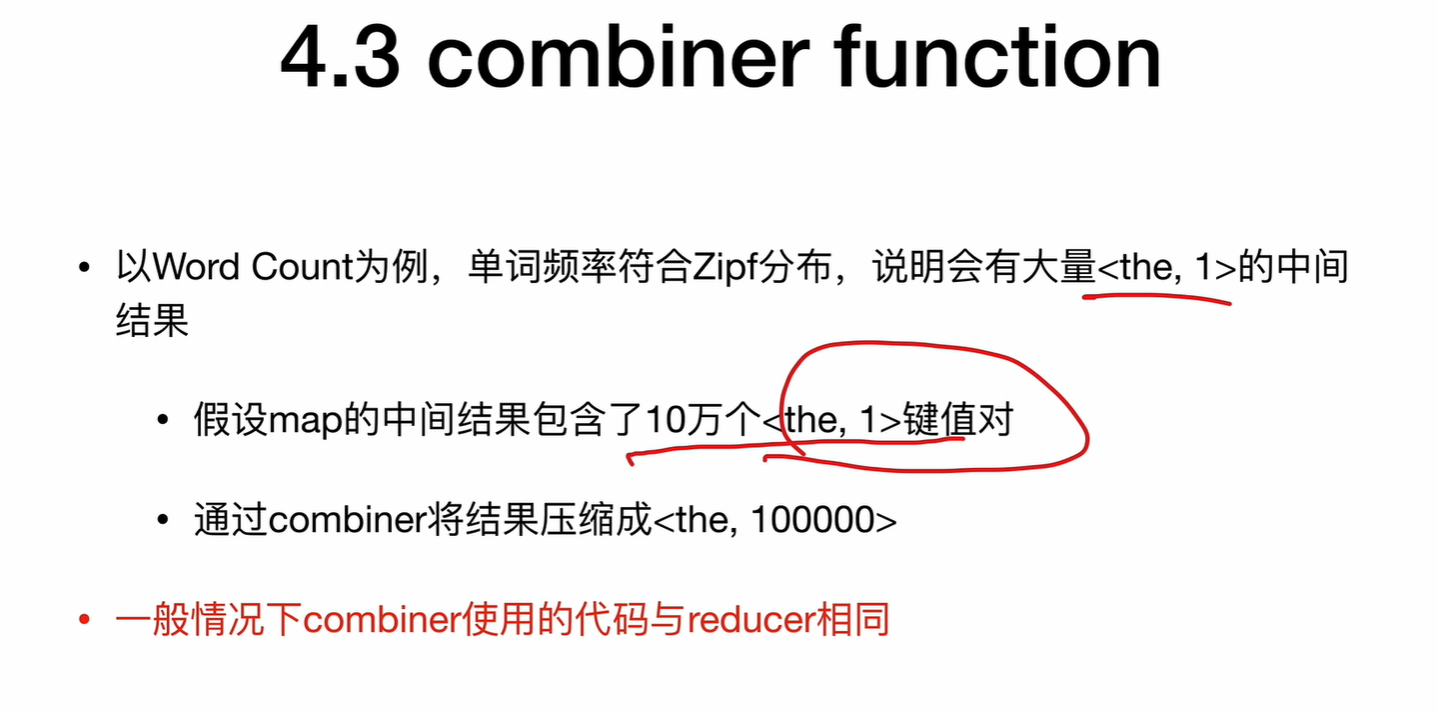 4.3 combiner function
• 以Word Count为例，单词频率符合Zipf分布，说明会有大量<the, 1>的中间
结果
• 假设map的中间结果包含了10万个<the, 1>键值对
• 通过combiner将结果压缩成<the, 100000>
• 一般情况下combiner使用的代码与reducer相同